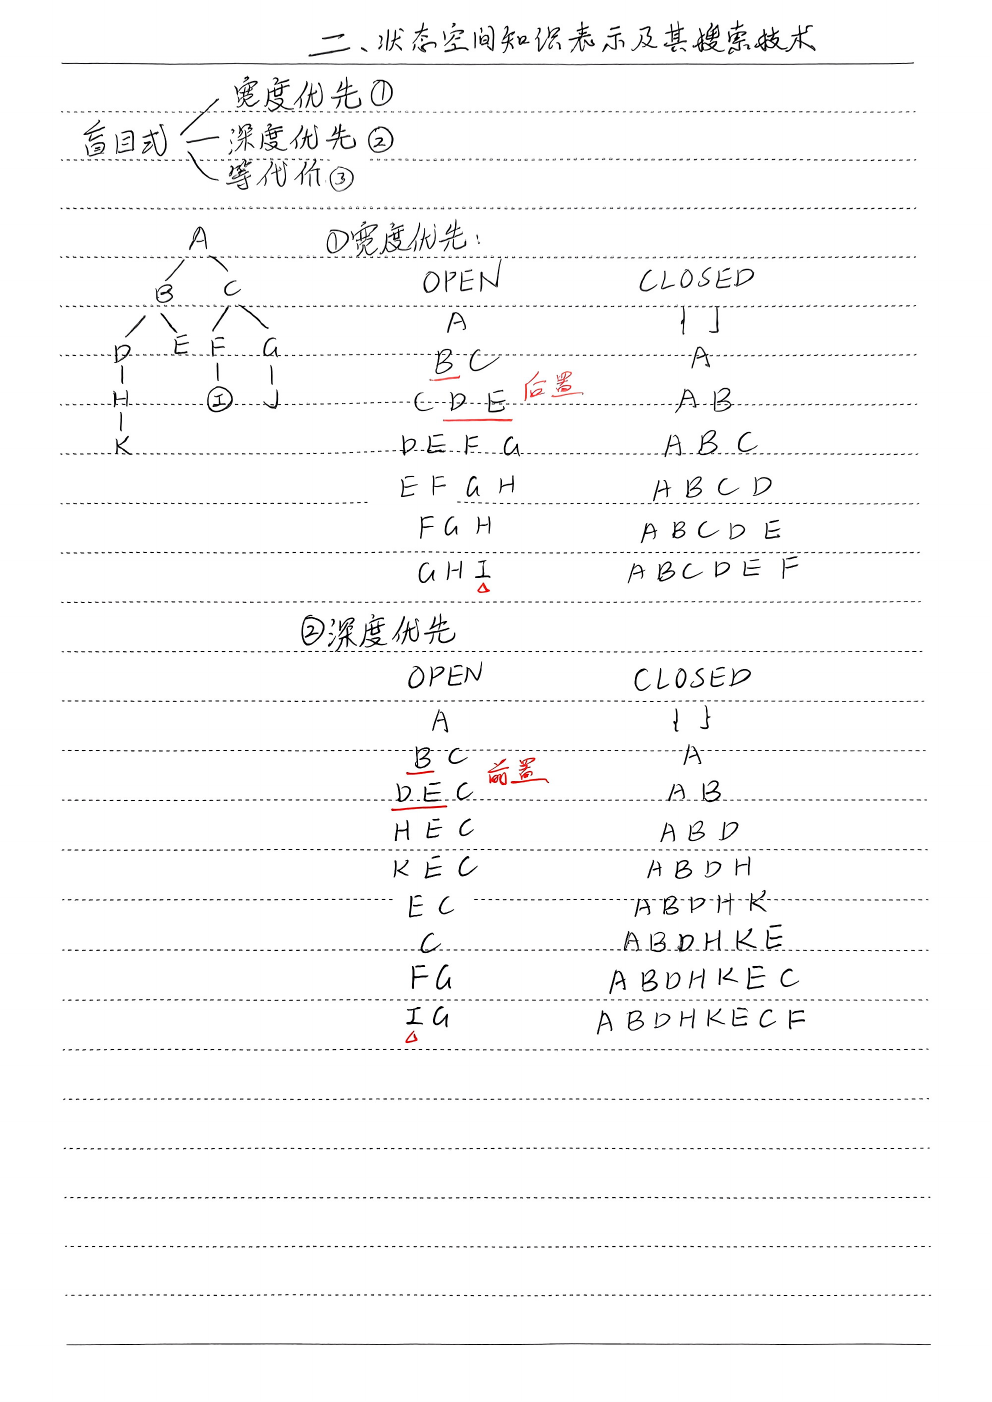 二、状态空间知识表示及其搜索技术
宽度优先①
盲目式 深度优先②
等代价③
A
B C
D E F G
H I J
K
①宽度优先:
OPEN CLOSED
A { }
B C A
C D E 后置 A B
D E F G A B C
E F G H A B C D
F G H A B C D E
G H I A B C D E F
②深度优先
OPEN CLOSED
A { }
B C A
前置
D E C A B
H E C A B D
K E C A B D H
E C A B D H K
C A B D H K E
F G A B D H K E C
I G A B D H K E C F